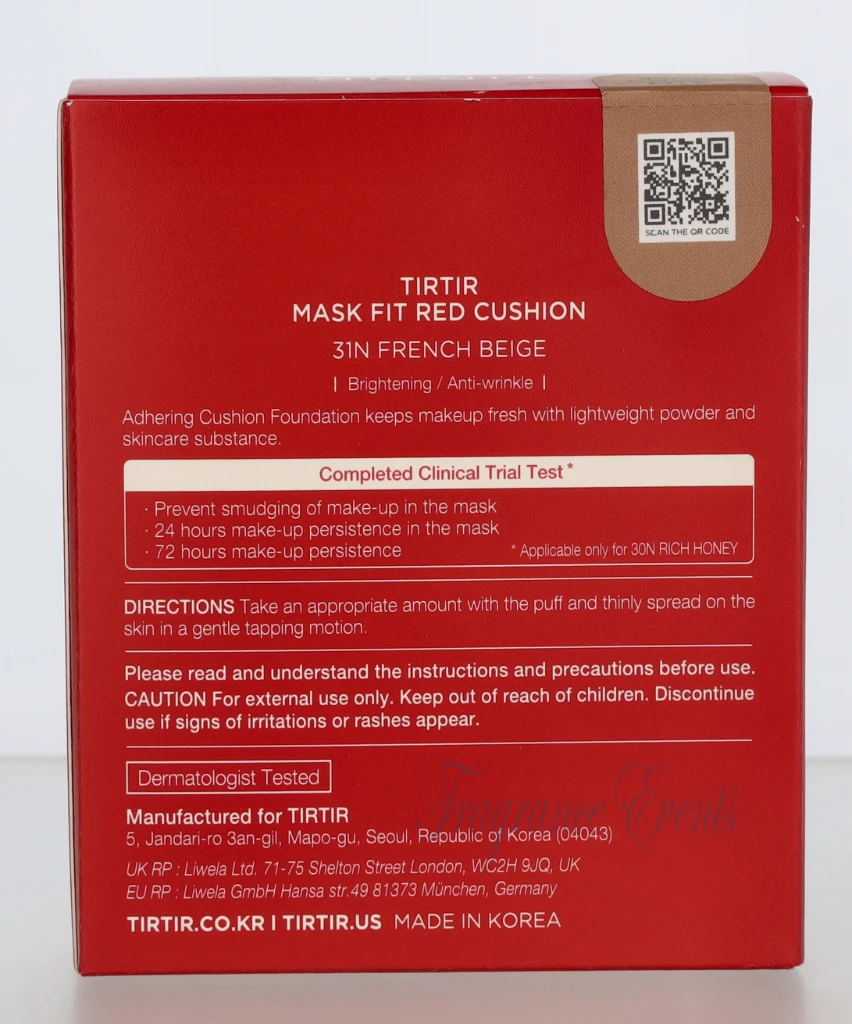 SCAN THE QR CODE
TIRTIR
MASK FIT RED CUSHION
31N FRENCH BEIGE
| Brightening / Anti-wrinkle |
Adhering Cushion Foundation keeps makeup fresh with lightweight powder and
skincare substance.
Completed Clinical Trial Test*
· Prevent smudging of make-up in the mask
· 24 hours make-up persistence in the mask
· 72 hours make-up persistence
* Applicable only for 30N RICH HONEY
DIRECTIONS Take an appropriate amount with the puff and thinly spread on the
skin in a gentle tapping motion.
Please read and understand the instructions and precautions before use.
CAUTION For external use only. Keep out of reach of children. Discontinue
use if signs of irritations or rashes appear.
Dermatologist Tested
Fragrance Events
Manufactured for TIRTIR
5, Jandari-ro 3an-gil, Mapo-gu, Seoul, Republic of Korea (04043)
UK RP : Liwela Ltd. 71-75 Shelton Street London, WC2H 9JQ, UK
EU RP : Liwela GmbH Hansa str.49 81373 München, Germany
TIRTIR.CO.KR I TIRTIR.US MADE IN KOREA